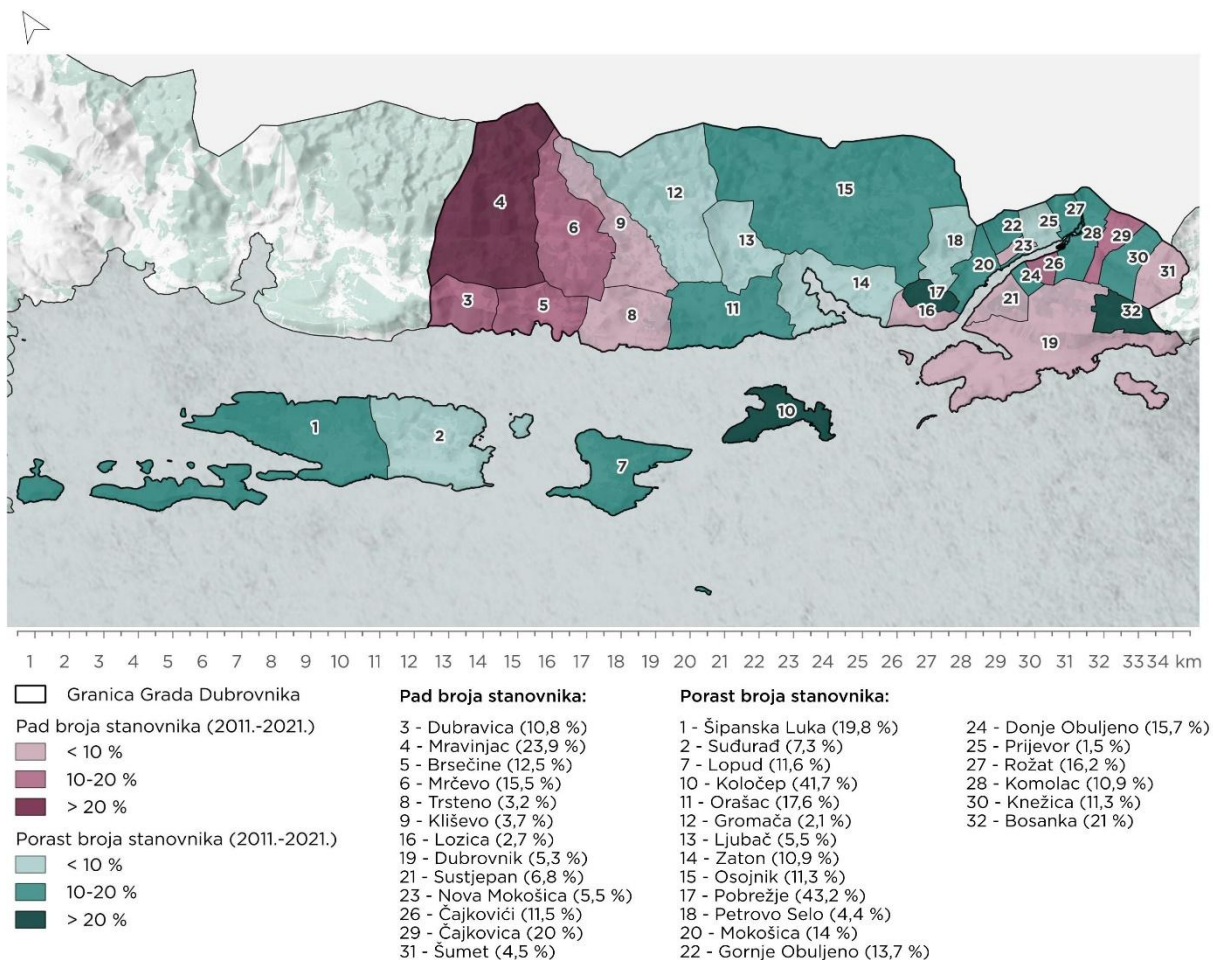 4
6
9
12
15
13
3
5
8
11
14
18
17
16
20
22
25
27
23
28
29
24
26
30
31
21
32
19
1
2
7
10
1 2 3 4 5 6 7 8 9 10 11 12 13 14 15 16 17 18 19 20 21 22 23 24 25 26 27 28 29 30 31 32 33 34 km
Granica Grada Dubrovnika
Pad broja stanovnika (2011.-2021.)
< 10 %
10-20 %
> 20 %
Porast broja stanovnika (2011.-2021.)
< 10 %
10-20 %
> 20 %
Pad broja stanovnika:
3 - Dubravica (10,8 %)
4 - Mravinjac (23,9 %)
5 - Brsečine (12,5 %)
6 - Mrčevo (15,5 %)
8 - Trsteno (3,2 %)
9 - Kliševo (3,7 %)
16 - Lozica (2,7 %)
19 - Dubrovnik (5,3 %)
21 - Sustjepan (6,8 %)
23 - Nova Mokošica (5,5 %)
26 - Čajkovići (11,5 %)
29 - Čajkovica (20 %)
31 - Šumet (4,5 %)
Porast broja stanovnika:
1 - Šipanska Luka (19,8 %)
2 - Suđurađ (7,3 %)
7 - Lopud (11,6 %)
10 - Koločep (41,7 %)
11 - Orašac (17,6 %)
12 - Gromača (2,1 %)
13 - Ljubač (5,5 %)
14 - Zaton (10,9 %)
15 - Osojnik (11,3 %)
17 - Pobrežje (43,2 %)
18 - Petrovo Selo (4,4 %)
20 - Mokošica (14 %)
22 - Gornje Obuljeno (13,7 %)
24 - Donje Obuljeno (15,7 %)
25 - Prijevor (1,5 %)
27 - Rožat (16,2 %)
28 - Komolac (10,9 %)
30 - Knežica (11,3 %)
32 - Bosanka (21 %)